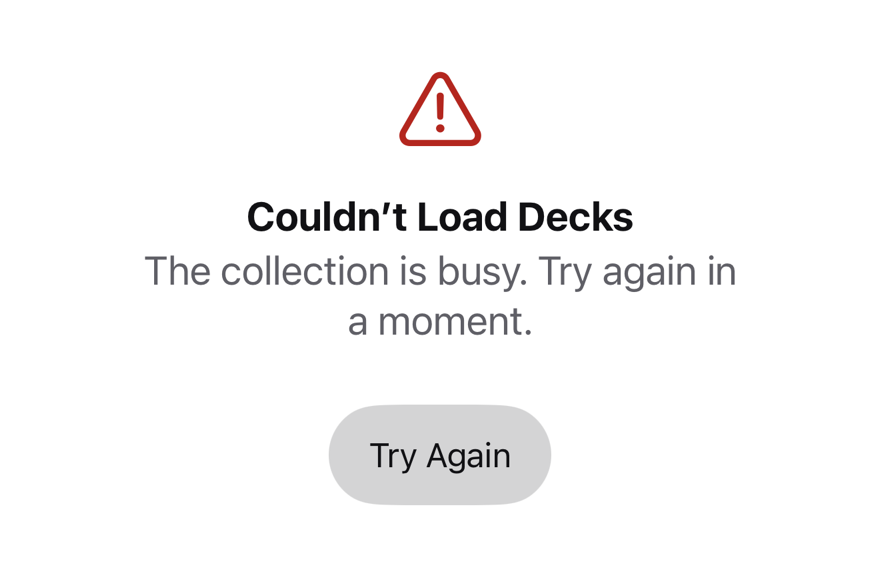 Couldn’t Load Decks
The collection is busy. Try again in
a moment.
Try Again